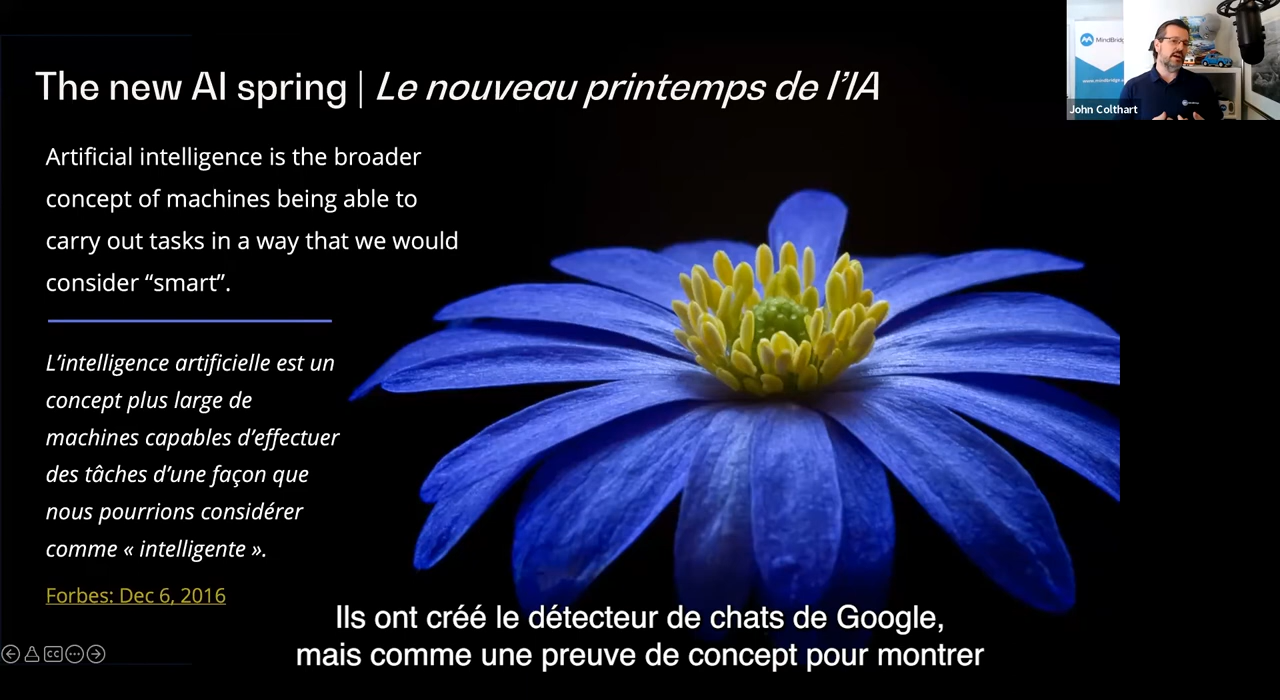 The new AI spring | Le nouveau printemps de l’IA
Artificial intelligence is the broader
concept of machines being able to
carry out tasks in a way that we would
consider “smart”.
L’intelligence artificielle est un
concept plus large de
machines capables d’effectuer
des tâches d’une façon que
nous pourrions considérer
comme « intelligente ».
Forbes: Dec 6, 2016
Ils ont créé le détecteur de chats de Google,
mais comme une preuve de concept pour montrer
CC
John Colthart